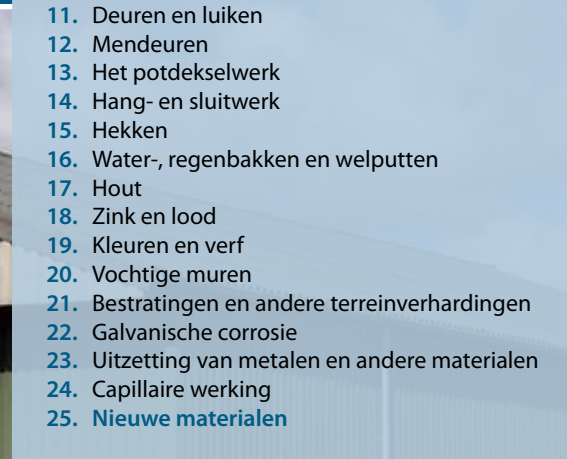 11. Deuren en luiken
12. Mendeuren
13. Het potdekselwerk
14. Hang- en sluitwerk
15. Hekken
16. Water-, regenbakken en welputten
17. Hout
18. Zink en lood
19. Kleuren en verf
20. Vochtige muren
21. Bestratingen en andere terreinverhardingen
22. Galvanische corrosie
23. Uitzetting van metalen en andere materialen
24. Capillaire werking
25. Nieuwe materialen